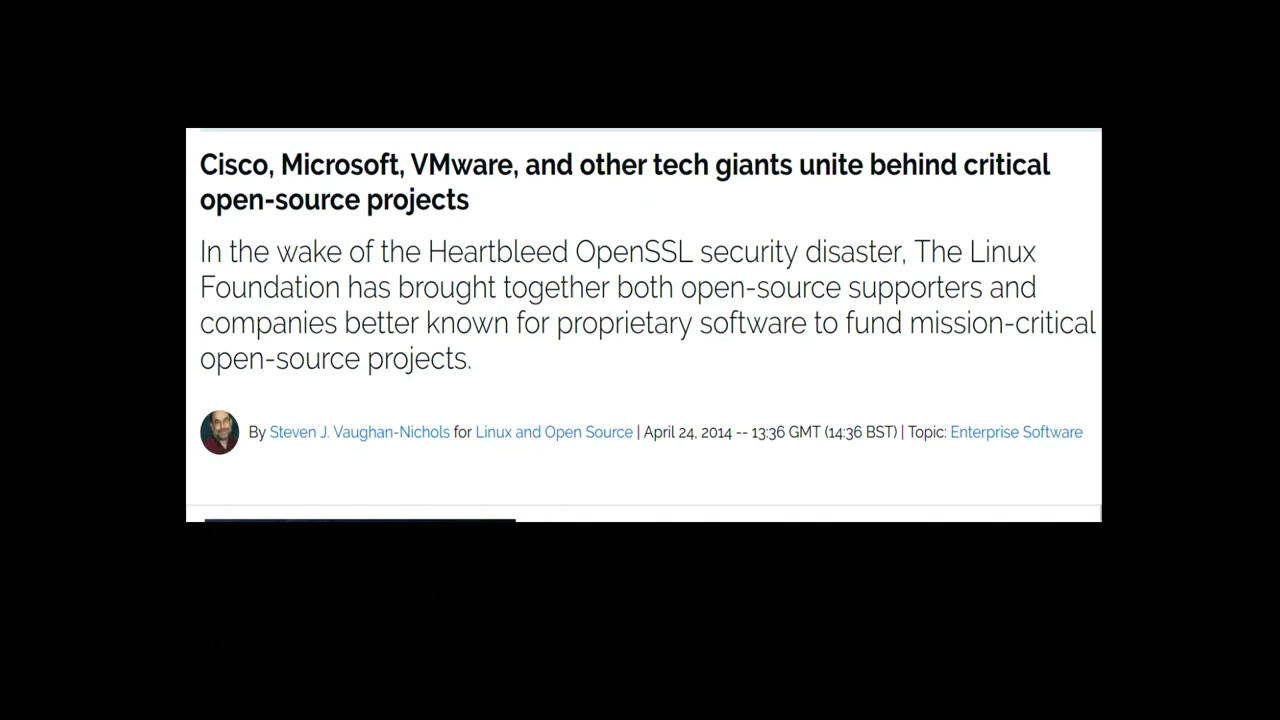 Cisco, Microsoft, VMware, and other tech giants unite behind critical
open-source projects
In the wake of the Heartbleed OpenSSL security disaster, The Linux
Foundation has brought together both open-source supporters and
companies better known for proprietary software to fund mission-critical
open-source projects.
By Steven J. Vaughan-Nichols for Linux and Open Source | April 24, 2014 -- 13:36 GMT (14:36 BST) | Topic: Enterprise Software